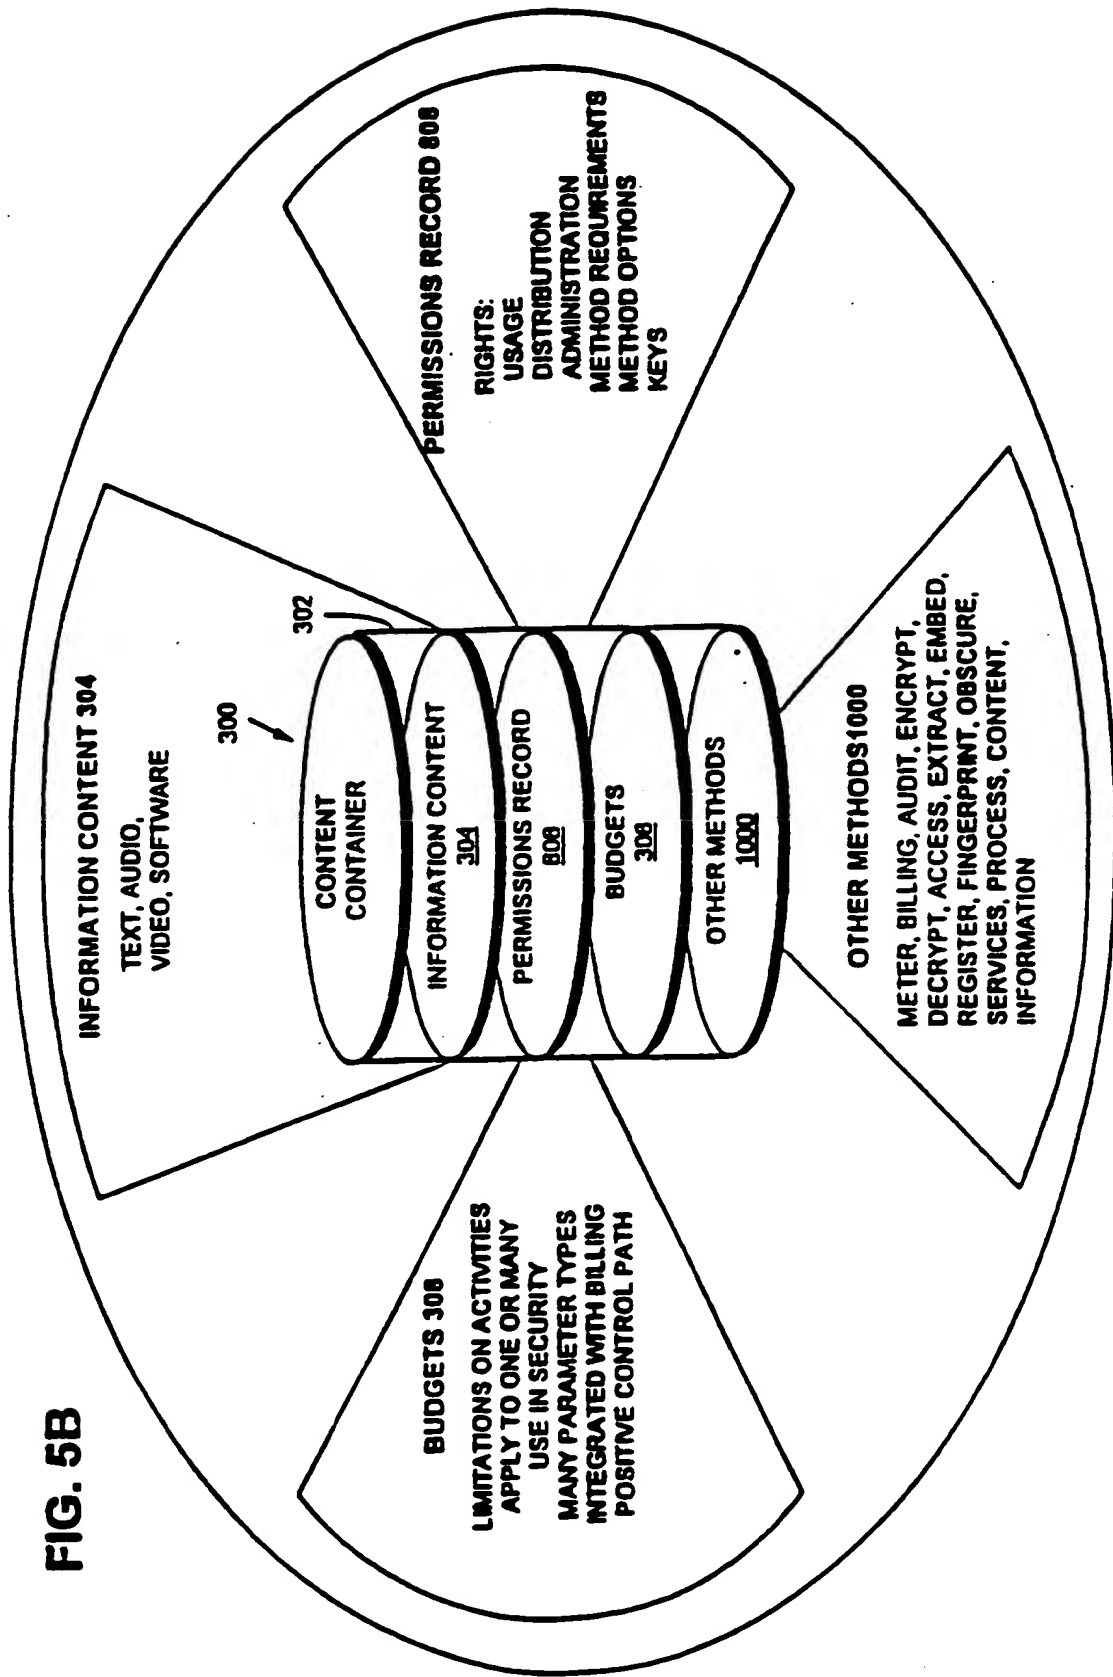 FIG. 5B
INFORMATION CONTENT 304
TEXT, AUDIO,
VIDEO, SOFTWARE
300
302
CONTENT
CONTAINER
INFORMATION CONTENT
304
PERMISSIONS RECORD
808
BUDGETS
308
OTHER METHODS
1000
BUDGETS 308
LIMITATIONS ON ACTIVITIES
APPLY TO ONE OR MANY
USE IN SECURITY
MANY PARAMETER TYPES
INTEGRATED WITH BILLING
POSITIVE CONTROL PATH
PERMISSIONS RECORD 808
RIGHTS:
USAGE
DISTRIBUTION
ADMINISTRATION
METHOD REQUIREMENTS
METHOD OPTIONS
KEYS
OTHER METHODS1000
METER, BILLING, AUDIT, ENCRYPT,
DECRYPT, ACCESS, EXTRACT, EMBED,
REGISTER, FINGERPRINT, OBSCURE,
SERVICES, PROCESS, CONTENT,
INFORMATION